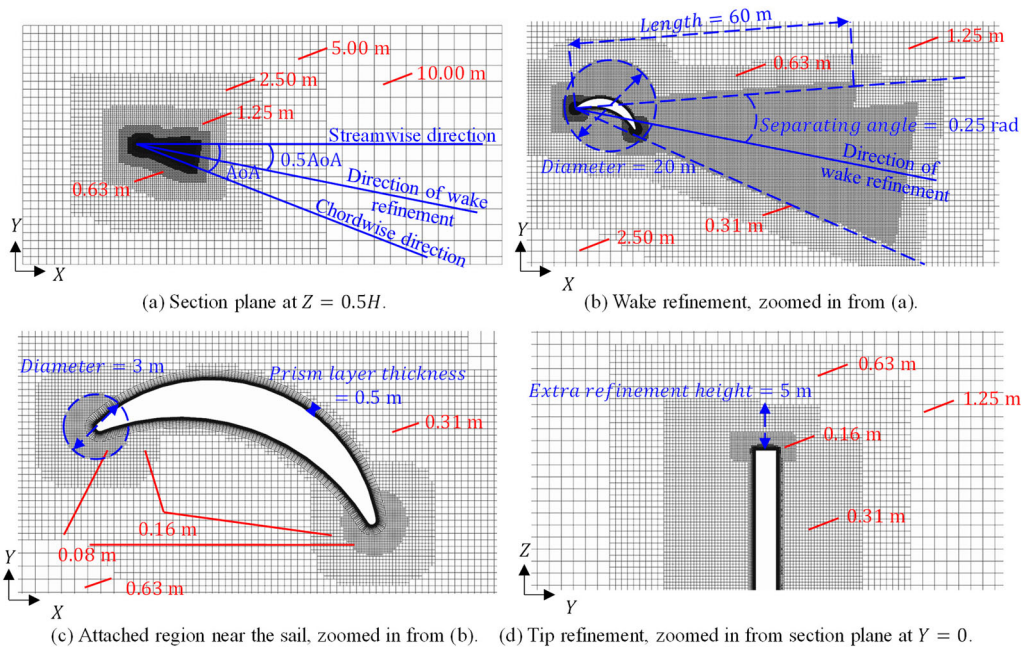 5.00 m
2.50 m
10.00 m
1.25 m
Streamwise direction
0.5AoA
AoA
Direction of wake
refinement
0.63 m
Chordwise direction
Y
X
(a) Section plane at Z = 0.5H.
Length = 60 m
1.25 m
0.63 m
Separating angle = 0.25 rad
Diameter = 20 m
Direction of
wake refinement
0.31 m
2.50 m
Y
X
(b) Wake refinement, zoomed in from (a).
Diameter = 3 m
Prism layer thickness
= 0.5 m
0.31 m
0.16 m
0.08 m
0.63 m
Y
X
(c) Attached region near the sail, zoomed in from (b).
0.63 m
Extra refinement height = 5 m
1.25 m
0.16 m
0.31 m
Z
Y
(d) Tip refinement, zoomed in from section plane at Y = 0.